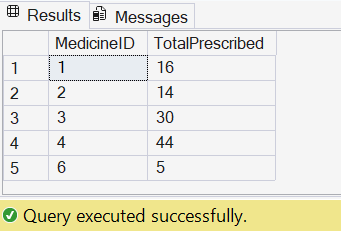 Results Messages
MedicineID TotalPrescribed
1 1 16
2 2 14
3 3 30
4 4 44
5 6 5
Query executed successfully.